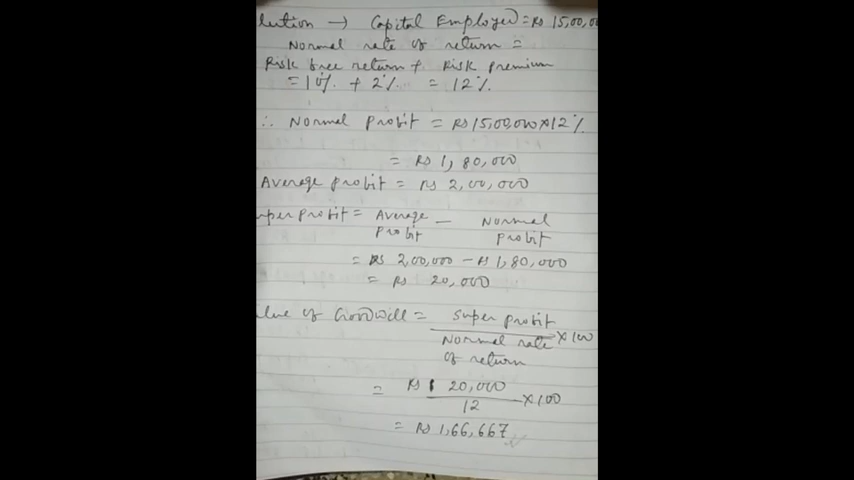 lution → Capital Employed = Rs 15,00,00
Normal rate of return =
Risk free return + Risk premium
= 10% + 2% = 12%
∴ Normal Profit = Rs 15,00,000 × 12%
= Rs 1,80,000
Average profit = Rs 2,00,000
uper profit = Average Profit − Normal Profit
= Rs 2,00,000 − Rs 1,80,000
= Rs 20,000
alue of Goodwill = Super profit / Normal rate of return × 100
= Rs 20,000 / 12 × 100
= Rs 1,66,667